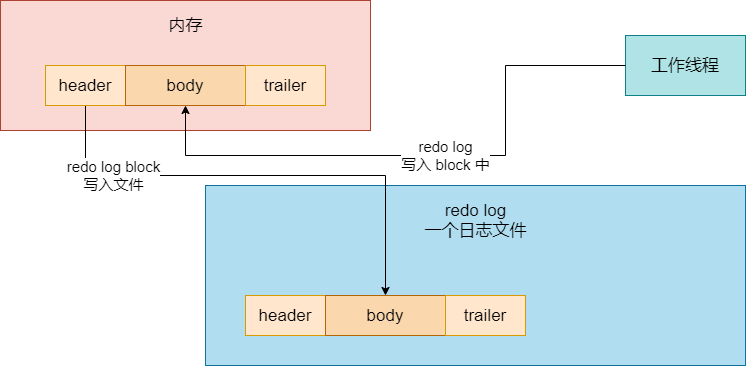 内存
工作线程
header
body
trailer
redo log
写入 block 中
redo log block
写入文件
redo log
一个日志文件
header
body
trailer